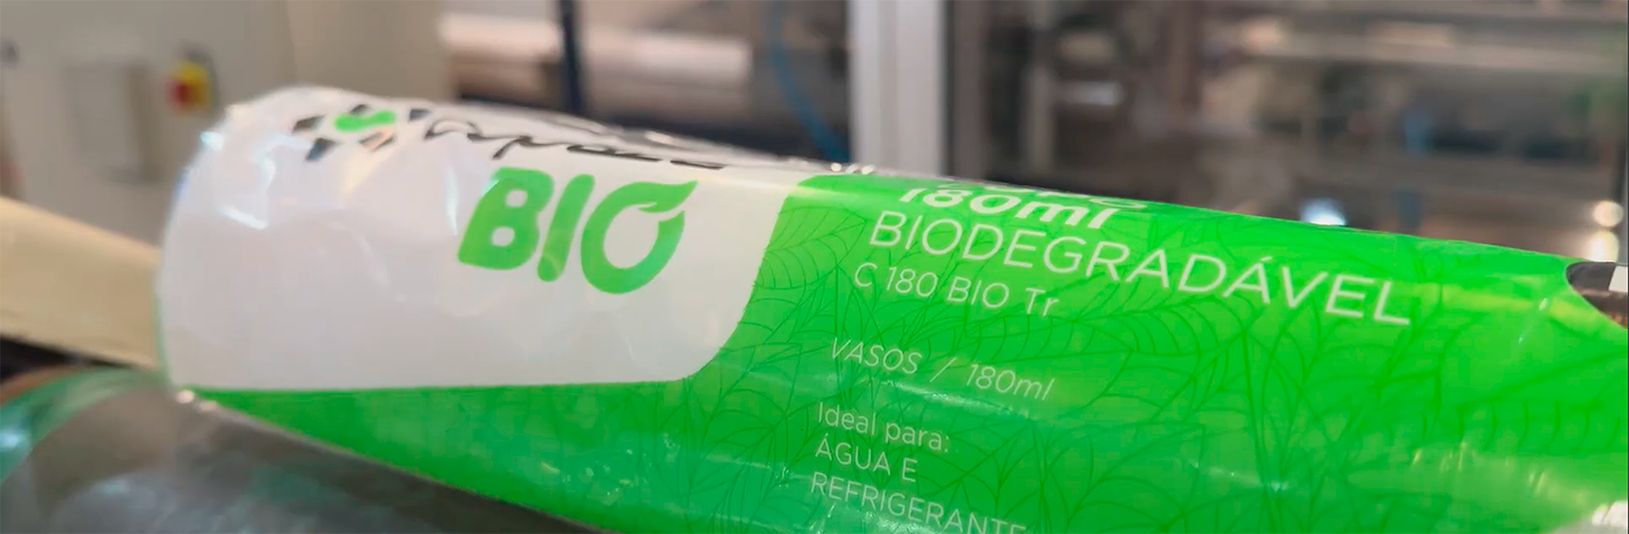 BIO
180ml
BIODEGRADÁVEL
C 180 BIO Tr
VASOS / 180ml
Ideal para:
ÁGUA E
REFRIGERANTE